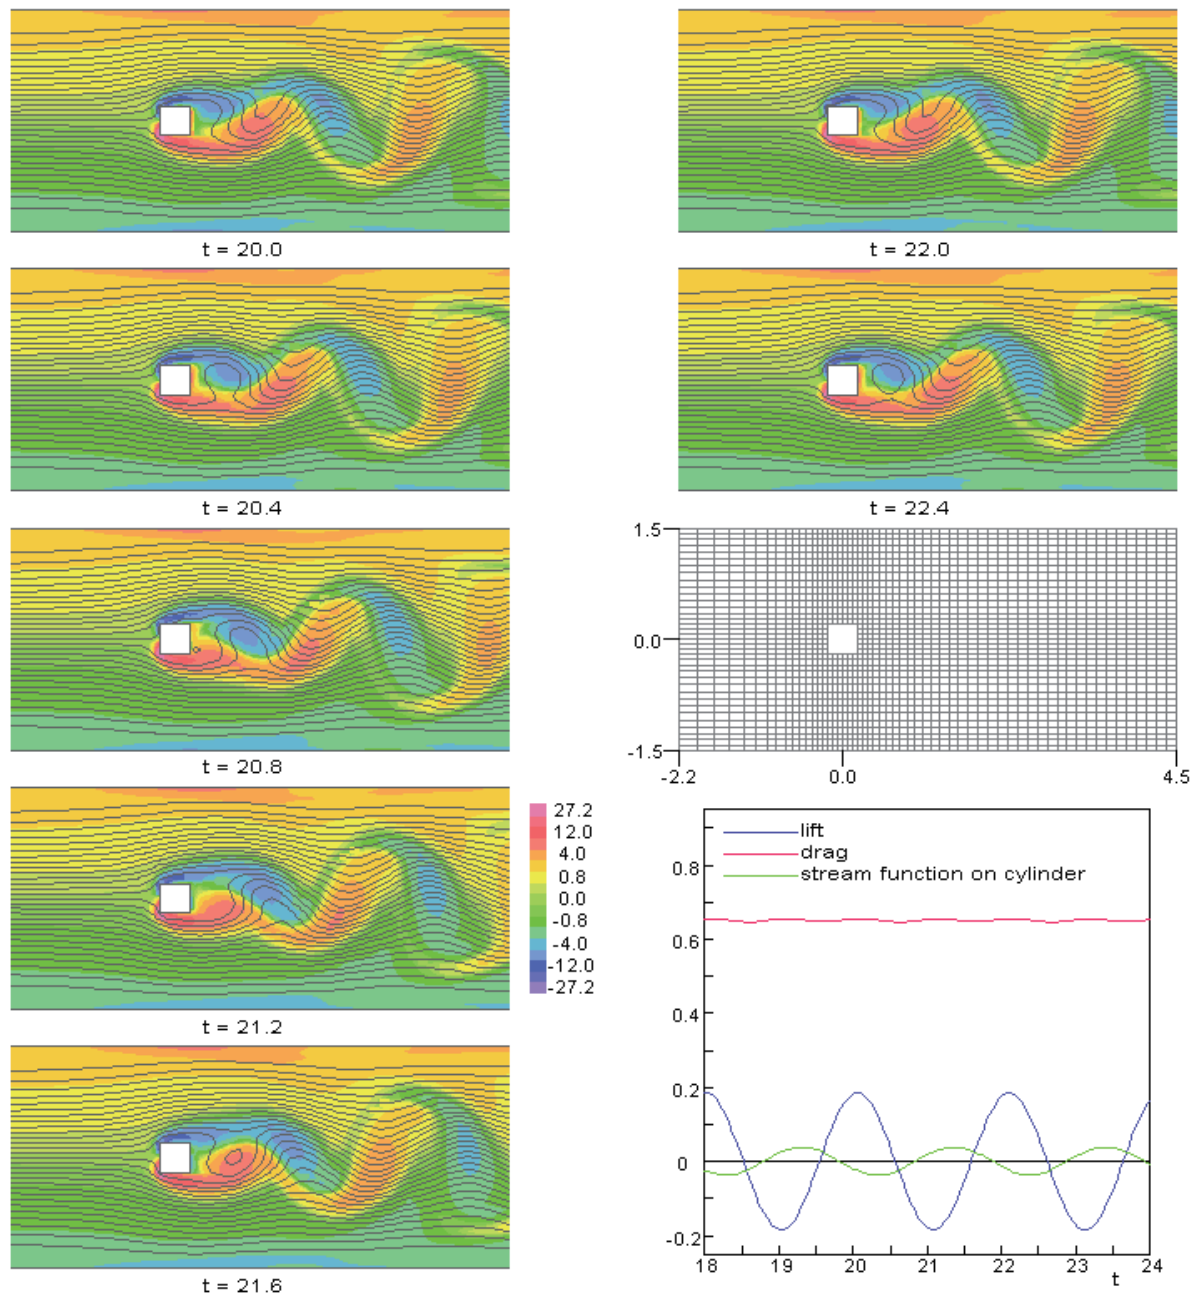 t = 20.0
t = 22.0
t = 20.4
t = 22.4
1.5
0.0
-1.5
-2.2
0.0
4.5
t = 20.8
27.2
12.0
4.0
0.8
0.0
-0.8
-4.0
-12.0
-27.2
t = 21.2
lift
drag
stream function on cylinder
0.8
0.6
0.4
0.2
0
-0.2
18
19
20
21
22
23
24
t
t = 21.6